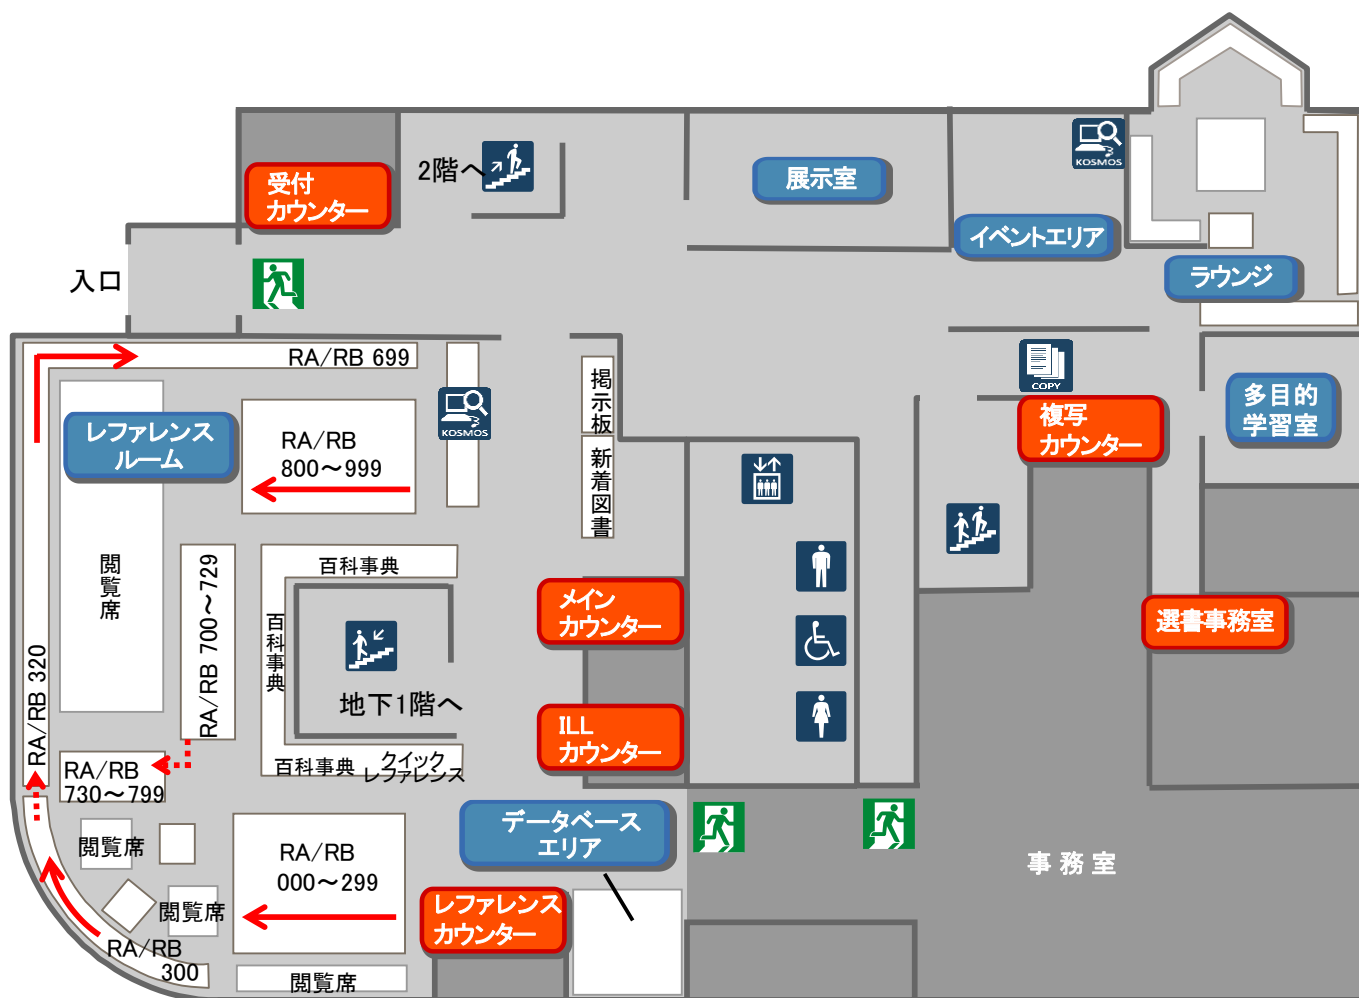 2階へ
受付
カウンター
入口
展示室
KOSMOS
イベントエリア
ラウンジ
RA/RB 699
レファレンス
ルーム
RA/RB
800～999
KOSMOS
掲示板
新着図書
COPY
複写
カウンター
多目的
学習室
閲覧席
RA/RB 700～729
百科事典
百科事典
地下1階へ
百科事典
クイック
レファレンス
メイン
カウンター
ILL
カウンター
選書事務室
RA/RB 320
RA/RB
730～799
閲覧席
閲覧席
RA/RB
300
RA/RB
000～299
閲覧席
データベース
エリア
レファレンス
カウンター
事務室